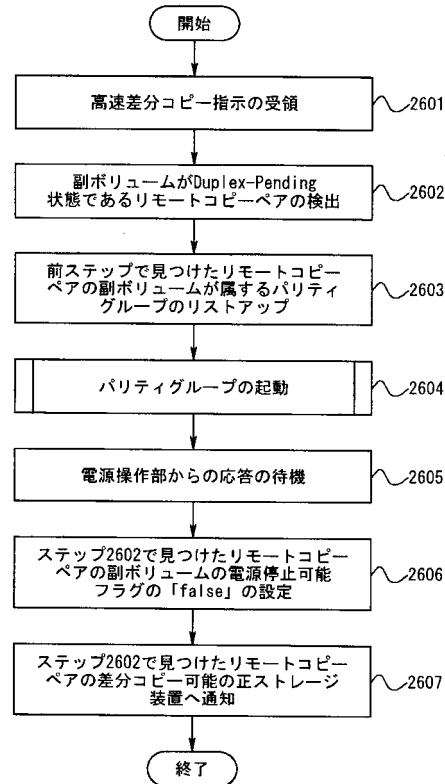 開始
高速差分コピー指示の受領
2601
副ボリュームがDuplex-Pending
状態であるリモートコピーペアの検出
2602
前ステップで見つけたリモートコピー
ペアの副ボリュームが属するパリティ
グループのリストアップ
2603
パリティグループの起動
2604
電源操作部からの応答の待機
2605
ステップ2602で見つけたリモートコピー
ペアの副ボリュームの電源停止可能
フラグの「false」の設定
2606
ステップ2602で見つけたリモートコピー
ペアの差分コピー可能の正ストレージ
装置へ通知
2607
終了